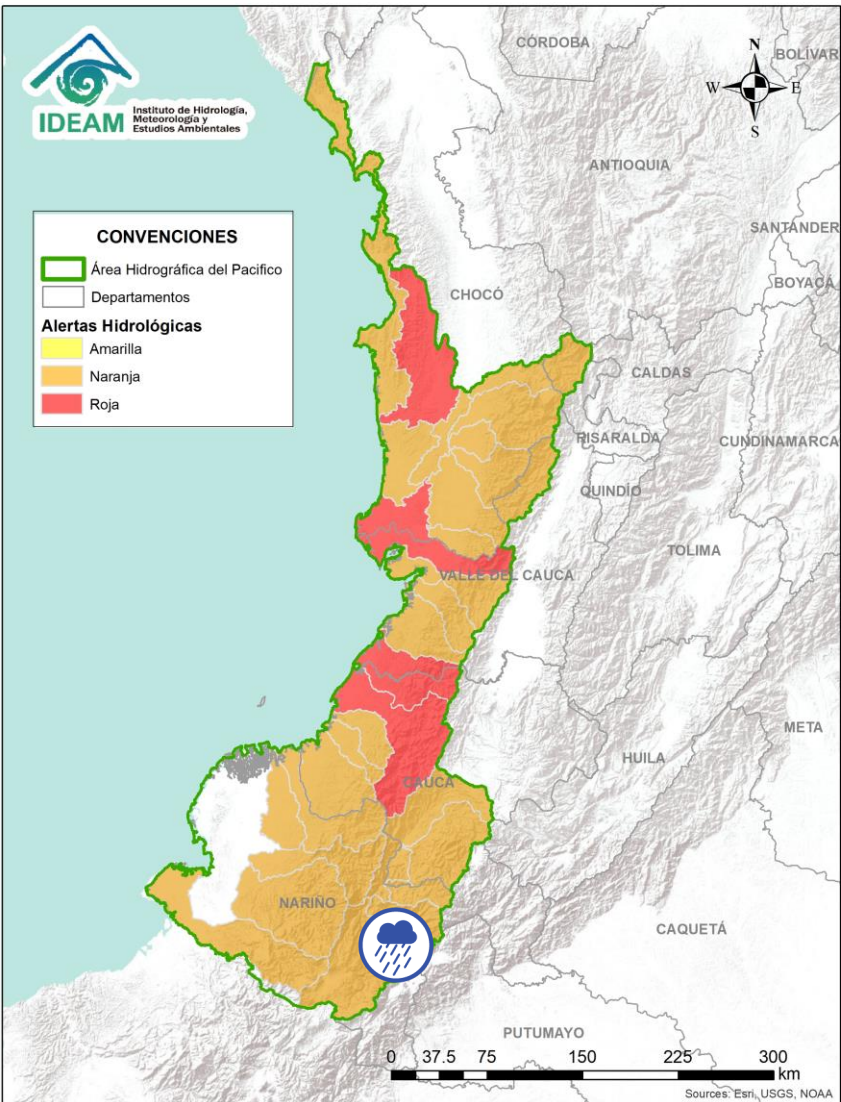 IDEAM
Instituto de Hidrología,
Meteorología y
Estudios Ambientales
N
W
E
S
CONVENCIONES
Área Hidrográfica del Pacifico
Departamentos
Alertas Hidrológicas
Amarilla
Naranja
Roja
CÓRDOBA
BOLÍVAR
ANTIOQUIA
SANTANDER
BOYACÁ
CHOCÓ
CALDAS
RISARALDA
CUNDINAMARCA
QUINDÍO
TOLIMA
VALLE DEL CAUCA
META
HUILA
CAUCA
NARIÑO
CAQUETÁ
PUTUMAYO
0 37.5 75 150 225 300
km
Sources: Esri, USGS, NOAA